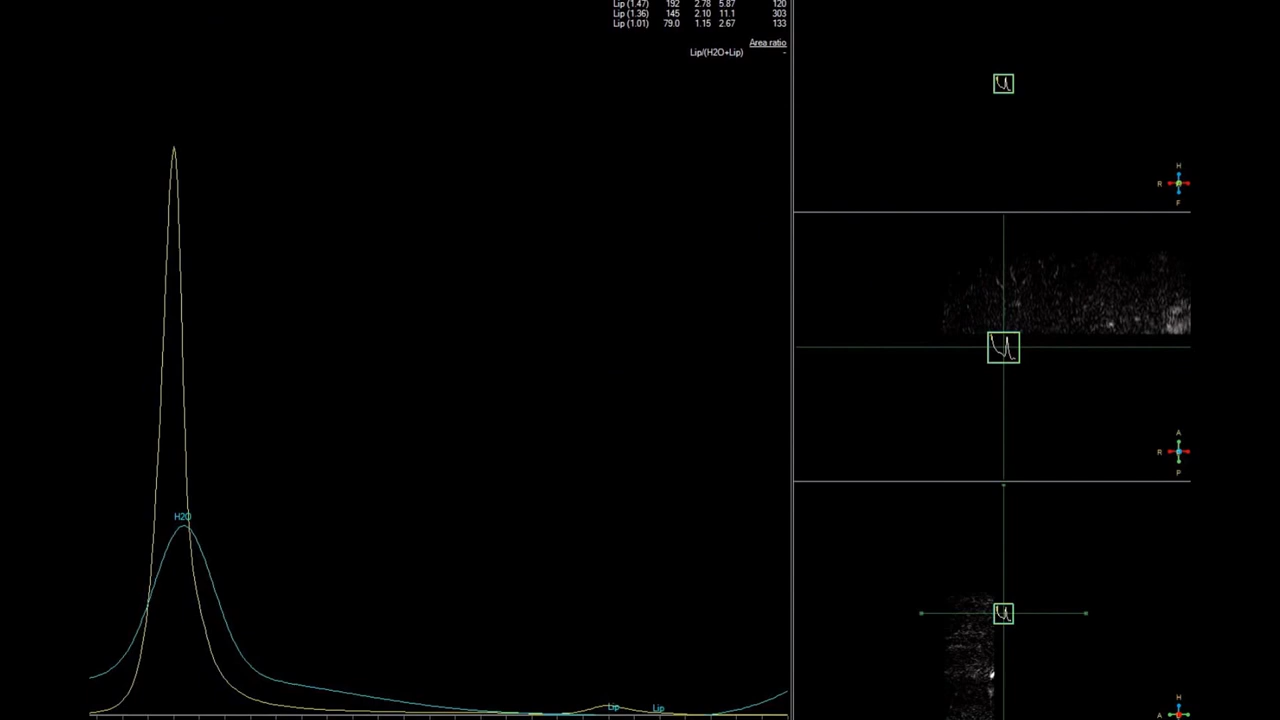 Lip (1.47) 192 2.78 5.87 120
Lip (1.36) 145 2.10 11.1 303
Lip (1.01) 79.0 1.15 2.67 133
Area ratio
Lip/(H2O+Lip) -
H2O
Lip Lip
H
R
F
A
R
P
H
A